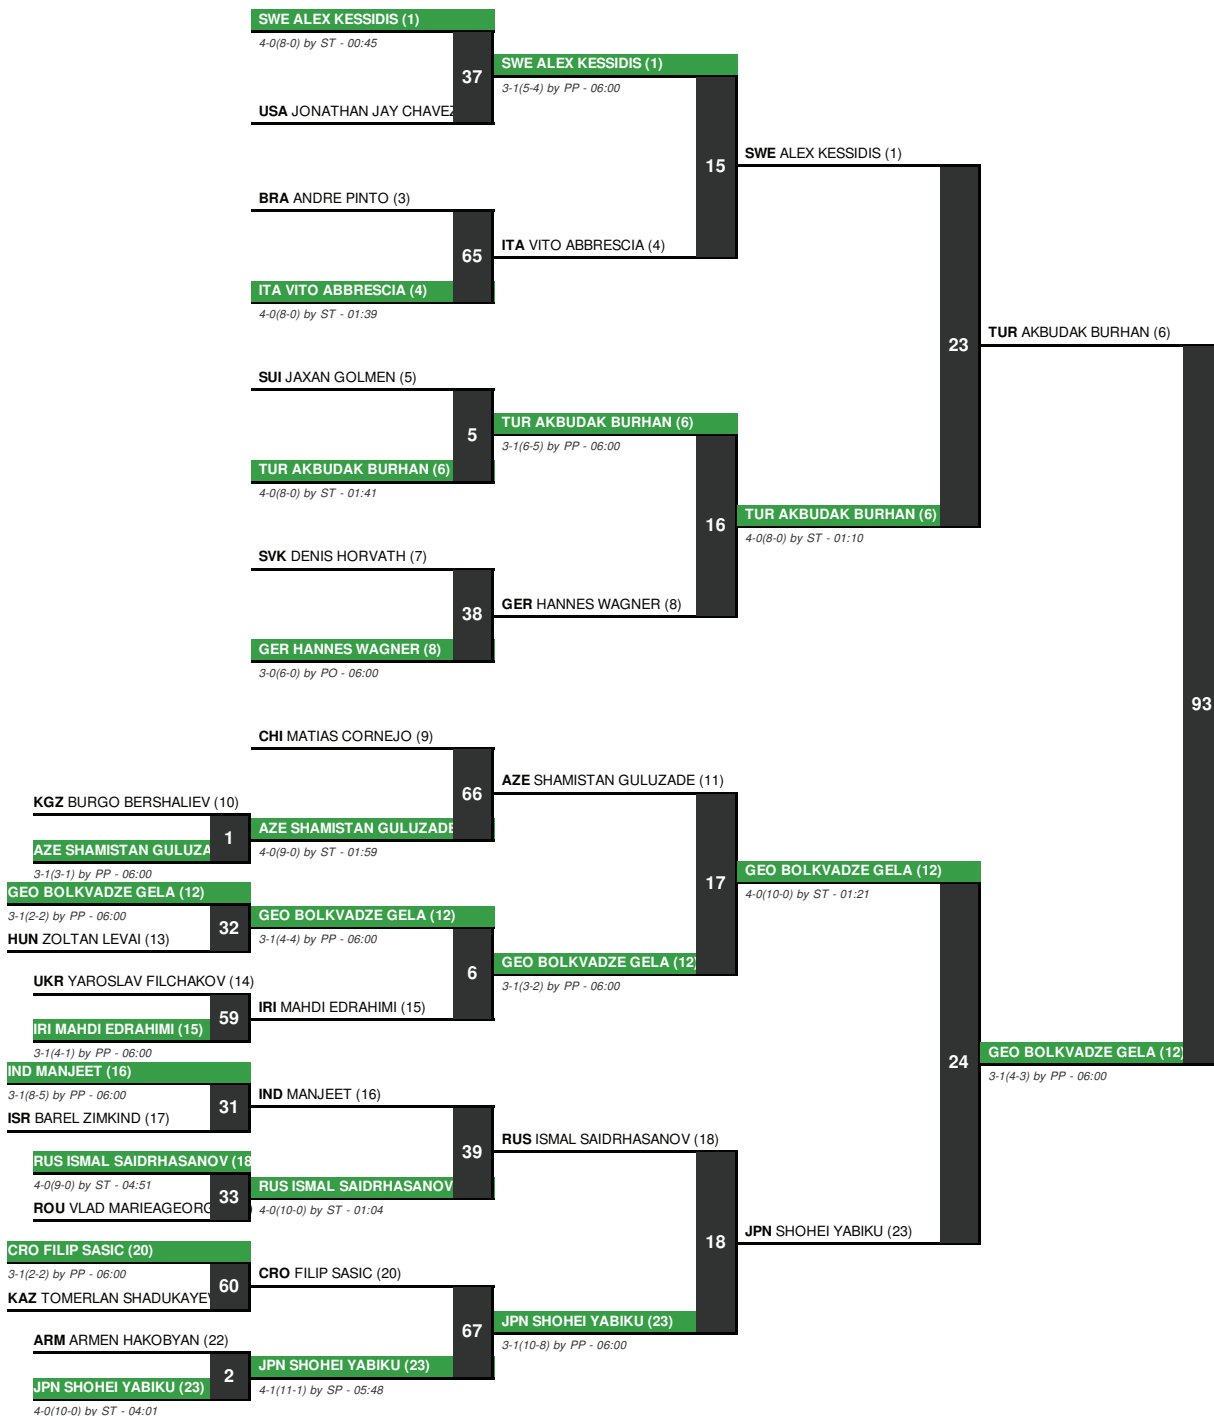 SWE ALEX KESSIDIS (1)
4-0(8-0) by ST - 00:45
37
SWE ALEX KESSIDIS (1)
3-1(5-4) by PP - 06:00
USA JONATHAN JAY CHAVEZ
15
SWE ALEX KESSIDIS (1)
BRA ANDRE PINTO (3)
65
ITA VITO ABBRESCIA (4)
ITA VITO ABBRESCIA (4)
4-0(8-0) by ST - 01:39
23
TUR AKBUDAK BURHAN (6)
SUI JAXAN GOLMEN (5)
5
TUR AKBUDAK BURHAN (6)
3-1(6-5) by PP - 06:00
TUR AKBUDAK BURHAN (6)
4-0(8-0) by ST - 01:41
16
TUR AKBUDAK BURHAN (6)
4-0(8-0) by ST - 01:10
SVK DENIS HORVATH (7)
38
GER HANNES WAGNER (8)
GER HANNES WAGNER (8)
3-0(6-0) by PO - 06:00
93
CHI MATIAS CORNEJO (9)
66
AZE SHAMISTAN GULUZADE (11)
KGZ BURGO BERSHALIEV (10)
1
AZE SHAMISTAN GULUZADE
4-0(9-0) by ST - 01:59
AZE SHAMISTAN GULUZA
3-1(3-1) by PP - 06:00
17
GEO BOLKVADZE GELA (12)
4-0(10-0) by ST - 01:21
GEO BOLKVADZE GELA (12)
3-1(2-2) by PP - 06:00
32
GEO BOLKVADZE GELA (12)
3-1(4-4) by PP - 06:00
HUN ZOLTAN LEVAI (13)
6
GEO BOLKVADZE GELA (12)
3-1(3-2) by PP - 06:00
UKR YAROSLAV FILCHAKOV (14)
59
IRI MAHDI EDRAHIMI (15)
IRI MAHDI EDRAHIMI (15)
3-1(4-1) by PP - 06:00
24
GEO BOLKVADZE GELA (12)
3-1(4-3) by PP - 06:00
IND MANJEET (16)
3-1(8-5) by PP - 06:00
31
IND MANJEET (16)
ISR BAREL ZIMKIND (17)
39
RUS ISMAL SAIDRHASANOV (18)
RUS ISMAL SAIDRHASANOV (18
4-0(9-0) by ST - 04:51
33
RUS ISMAL SAIDRHASANOV
4-0(10-0) by ST - 01:04
ROU VLAD MARIEAGEORG
18
JPN SHOHEI YABIKU (23)
CRO FILIP SASIC (20)
3-1(2-2) by PP - 06:00
60
CRO FILIP SASIC (20)
KAZ TOMERLAN SHADUKAYEV
67
JPN SHOHEI YABIKU (23)
3-1(10-8) by PP - 06:00
ARM ARMEN HAKOBYAN (22)
2
JPN SHOHEI YABIKU (23)
4-1(11-1) by SP - 05:48
JPN SHOHEI YABIKU (23)
4-0(10-0) by ST - 04:01